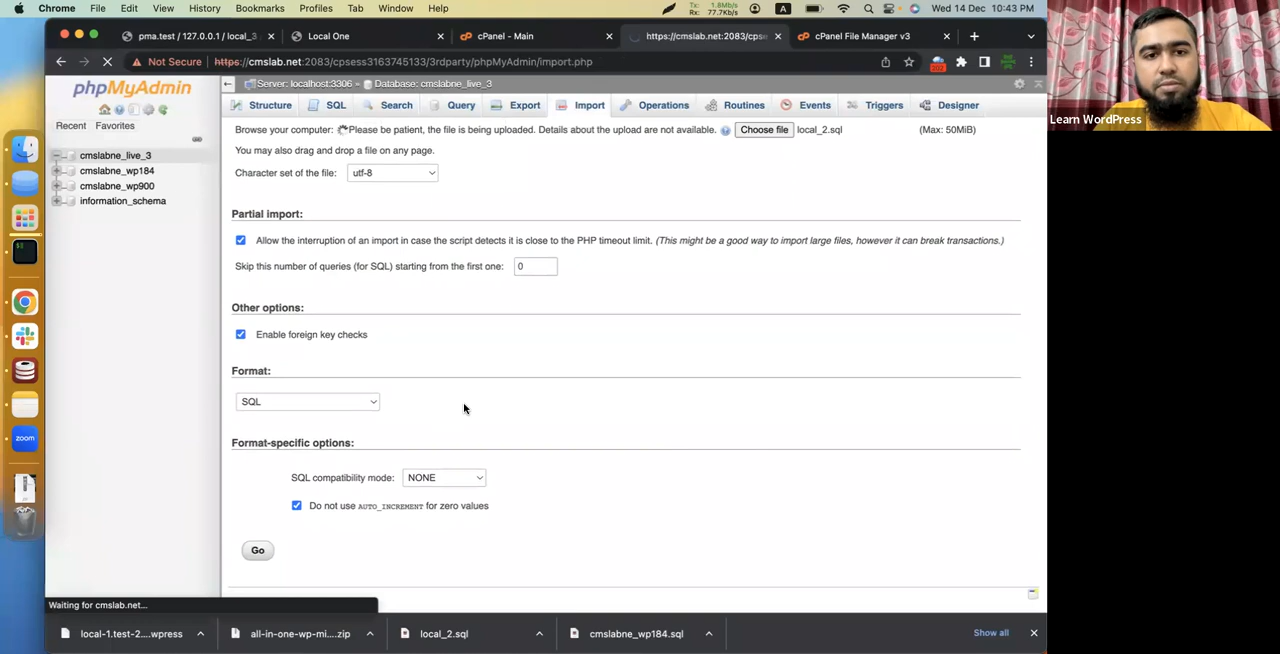 Chrome File Edit View History Bookmarks Profiles Tab Window Help Tx: 1.8Mb/s Rx: 77.7Kb/s A Wed 14 Dec 10:43 PM
pma.test / 127.0.0.1 / local_3 Local One cP cPanel - Main https://cmslab.net:2083/cpse cP cPanel File Manager v3
Not Secure https://cmslab.net:2083/cpsess3163745133/3rdparty/phpMyAdmin/import.php
phpMyAdmin
Recent Favorites
cmslabne_live_3
cmslabne_wp184
cmslabne_wp900
information_schema
Server: localhost:3306 » Database: cmslabne_live_3
Structure SQL Search Query Export Import Operations Routines Events Triggers Designer
Browse your computer: Please be patient, the file is being uploaded. Details about the upload are not available. Choose file local_2.sql (Max: 50MiB)
You may also drag and drop a file on any page.
Character set of the file: utf-8
Partial import:
Allow the interruption of an import in case the script detects it is close to the PHP timeout limit. (This might be a good way to import large files, however it can break transactions.)
Skip this number of queries (for SQL) starting from the first one: 0
Other options:
Enable foreign key checks
Format:
SQL
Format-specific options:
SQL compatibility mode: NONE
Do not use AUTO_INCREMENT for zero values
Go
Waiting for cmslab.net...
local-1.test-2....wpress all-in-one-wp-mi....zip local_2.sql cmslabne_wp184.sql Show all
zoom
Learn WordPress